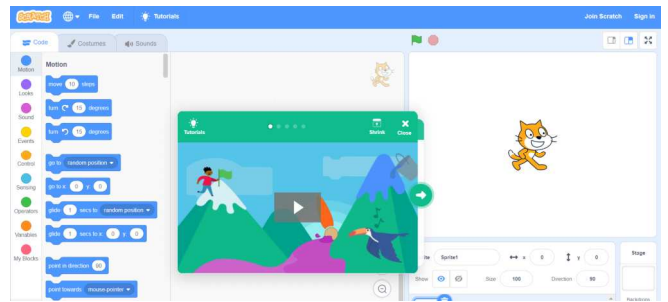 SCRATCH File Edit Tutorials Join Scratch Sign in
Code Costumes Sounds
Motion Motion
move 10 steps
Looks
turn 15 degrees
Sound
turn 15 degrees
Events
Tutorials Shrink Close
Control go to random position
Sensing go to x: 0 y: 0
Operators glide 1 secs to random position
Variables glide 1 secs to x: 0 y: 0
My Blocks
point in direction 90
Sprite1 x 0 y 0 Stage
Show Size 100 Direction 90
point towards mouse-pointer
Backdrops